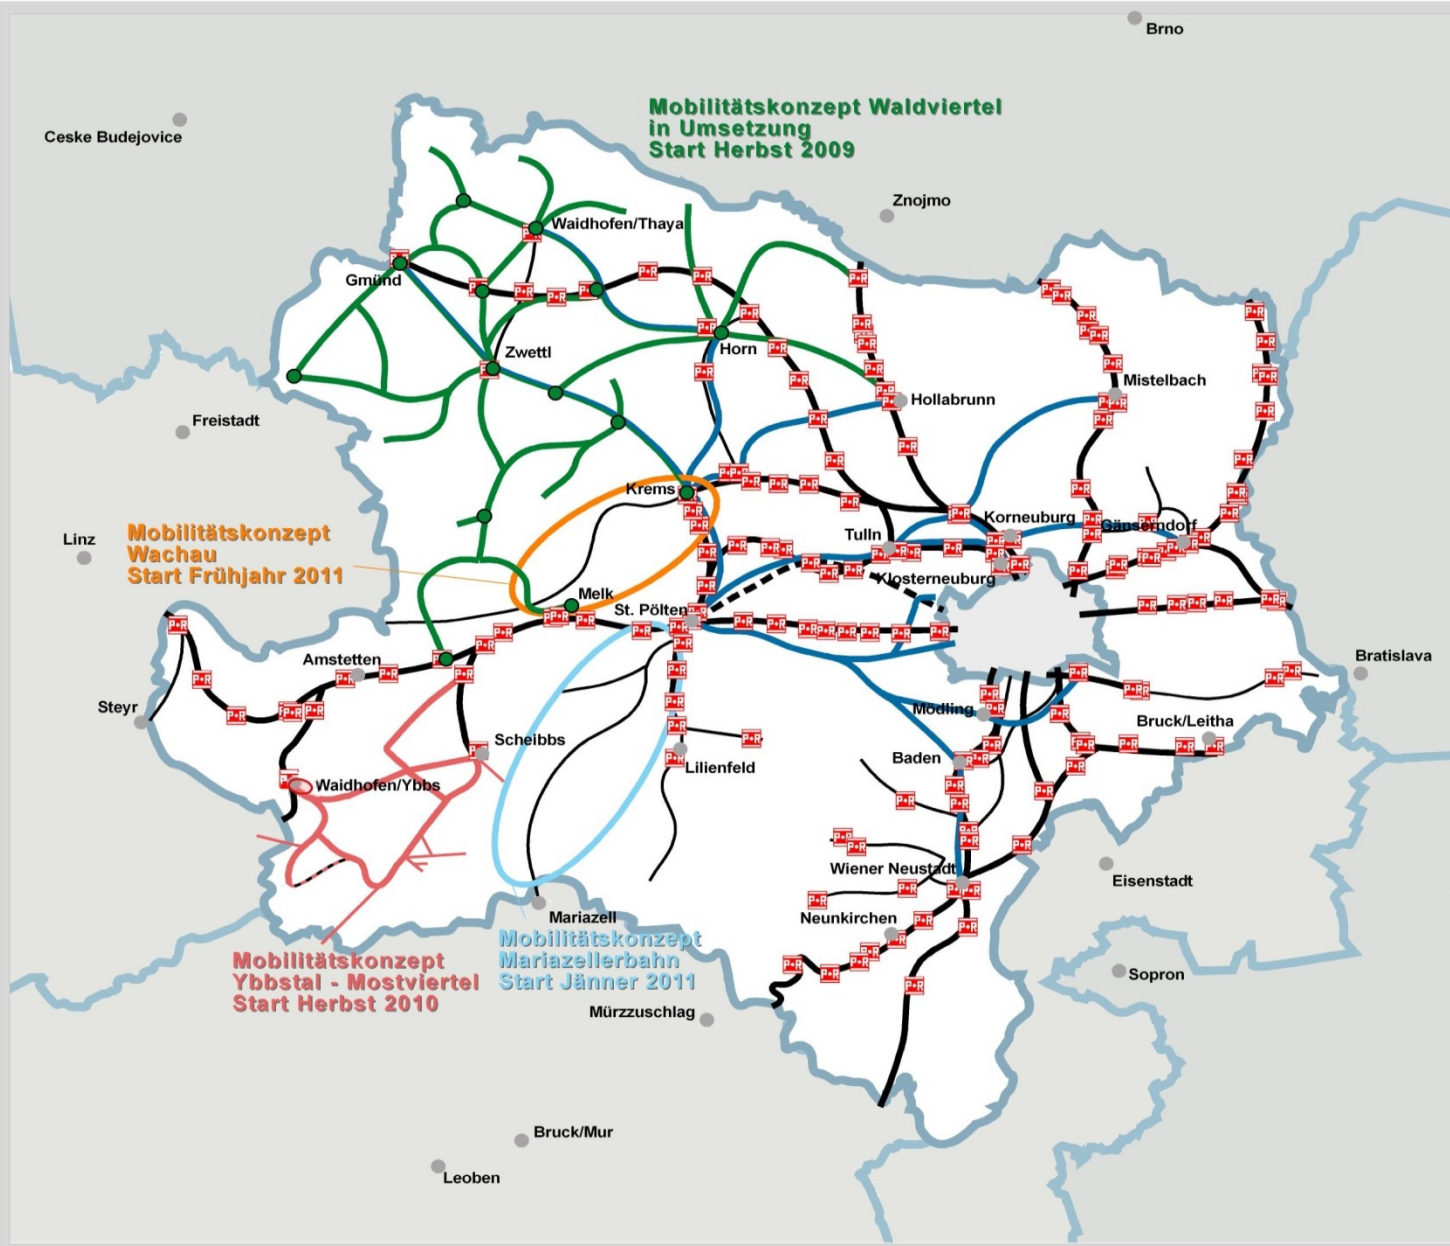 Brno
Mobilitätskonzept Waldviertel
in Umsetzung
Start Herbst 2009
Ceske Budejovice
Znojmo
Waidhofen/Thaya
Gmünd
Zwettl
Horn
Mistelbach
Hollabrunn
Freistadt
Krems
Korneuburg
Gänserndorf
Tulln
Linz
Mobilitätskonzept
Wachau
Start Frühjahr 2011
Klosterneuburg
Melk
St. Pölten
Amstetten
Bratislava
Steyr
Mödling
Bruck/Leitha
Scheibbs
Baden
Lilienfeld
Waidhofen/Ybbs
Wiener Neustadt
Eisenstadt
Mariazell
Neunkirchen
Mobilitätskonzept
Mariazellerbahn
Start Jänner 2011
Mobilitätskonzept
Ybbstal - Mostviertel
Start Herbst 2010
Sopron
Mürzzuschlag
Bruck/Mur
Leoben
P+R